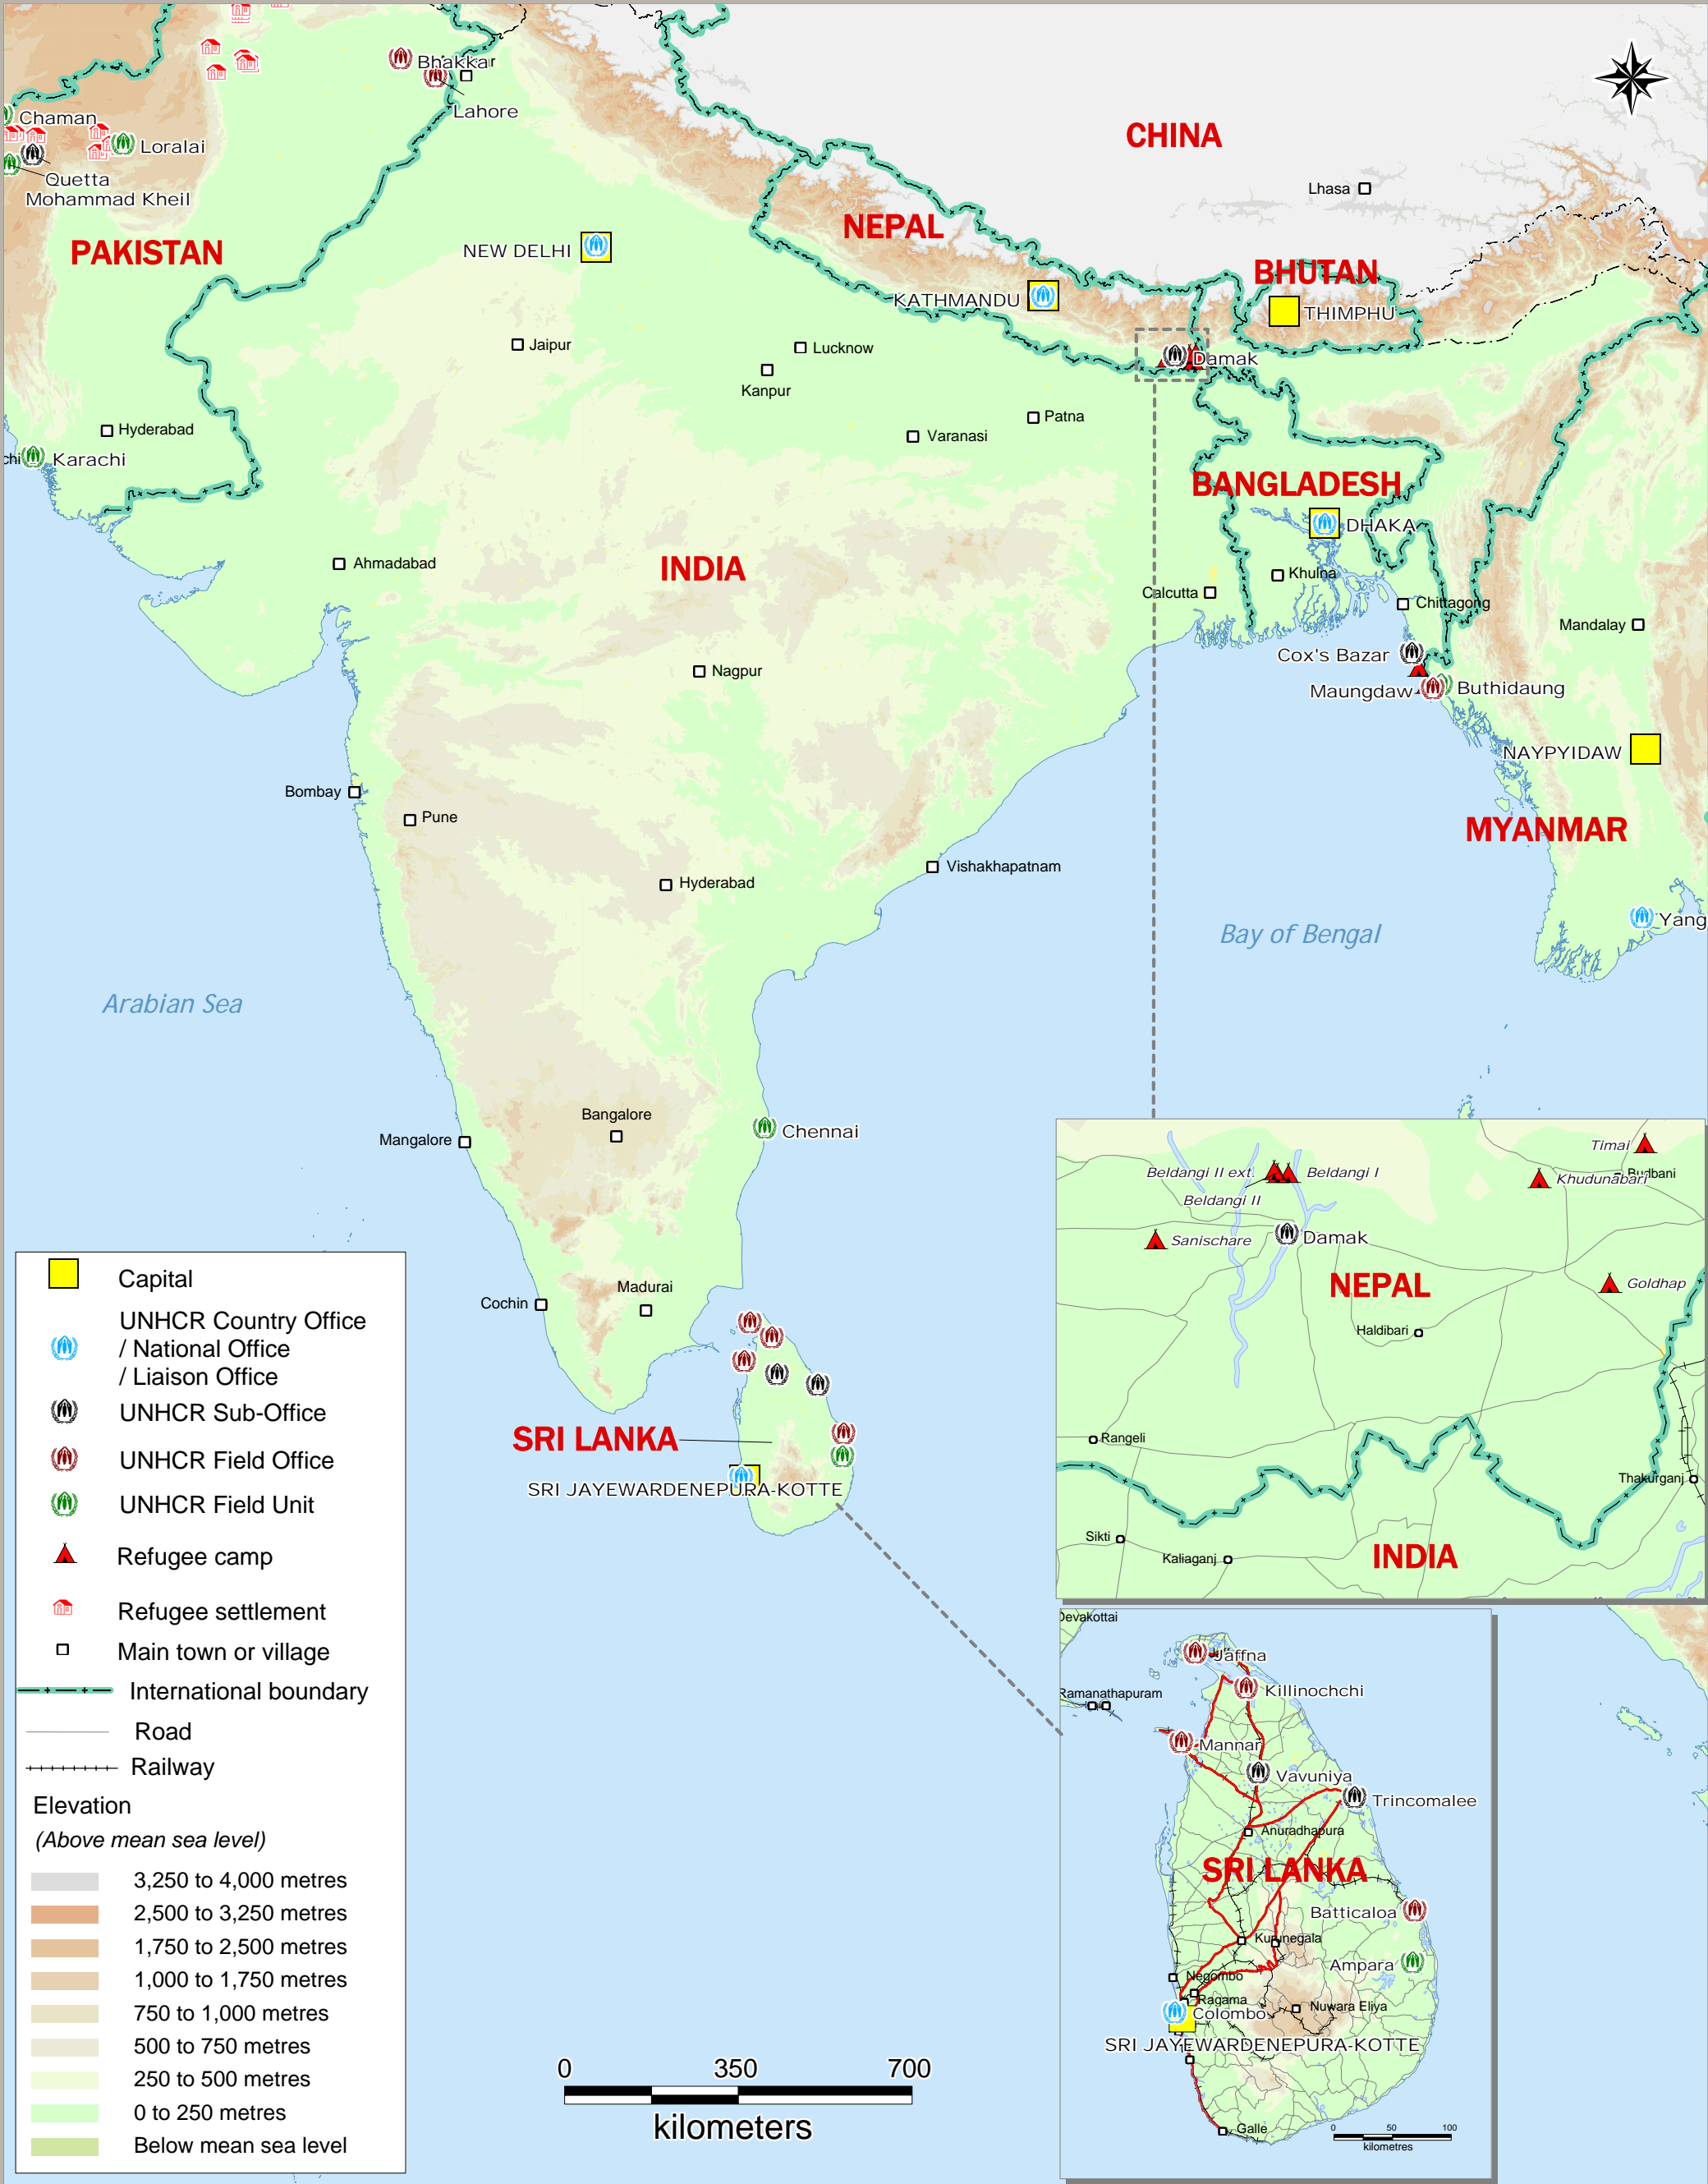 Bhakkar
Lahore
Chaman
Loralai
Quetta
Mohammad Kheil
PAKISTAN
CHINA
Lhasa
NEPAL
NEW DELHI
BHUTAN
KATHMANDU
THIMPHU
Jaipur
Lucknow
Damak
Kanpur
Patna
Varanasi
Hyderabad
chi
Karachi
BANGLADESH
DHAKA
INDIA
Ahmadabad
Khulna
Calcutta
Chittagong
Mandalay
Cox's Bazar
Nagpur
Maungdaw
Buthidaung
NAYPYIDAW
Bombay
Pune
MYANMAR
Vishakhapatnam
Hyderabad
Yang
Bay of Bengal
Arabian Sea
Bangalore
Chennai
Mangalore
Madurai
Cochin
SRI LANKA
SRI JAYEWARDENEPURA-KOTTE
Timai
Budbani
Beldangi II ext.
Beldangi I
Khudunabari
Beldangi II
Sanischare
Damak
NEPAL
Goldhap
Haldibari
Rangeli
Thakurganj
Sikti
Kaliaganj
INDIA
Devakottai
Jaffna
Ramanathapuram
Killinochchi
Mannar
Vavuniya
Trincomalee
Anuradhapura
SRI LANKA
Batticaloa
Kurunegala
Ampara
Negombo
Ragama
Nuwara Eliya
Colombo
SRI JAYEWARDENEPURA-KOTTE
Galle
0 50 100
kilometres
Capital
UNHCR Country Office
/ National Office
/ Liaison Office
UNHCR Sub-Office
UNHCR Field Office
UNHCR Field Unit
Refugee camp
Refugee settlement
Main town or village
International boundary
Road
Railway
Elevation
(Above mean sea level)
3,250 to 4,000 metres
2,500 to 3,250 metres
1,750 to 2,500 metres
1,000 to 1,750 metres
750 to 1,000 metres
500 to 750 metres
250 to 500 metres
0 to 250 metres
Below mean sea level
0 350 700
kilometers